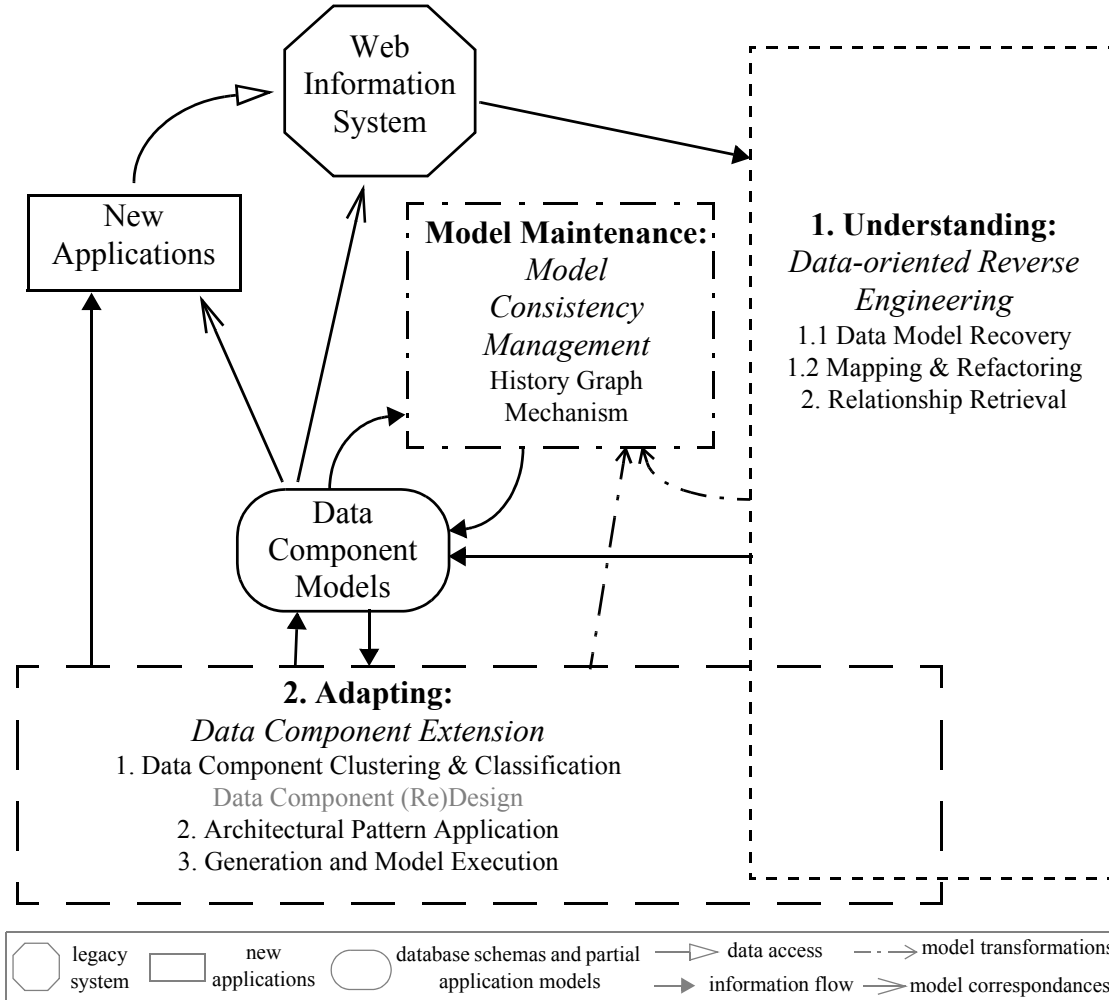 Web
Information
System
New
Applications
Model Maintenance:
Model
Consistency
Management
History Graph
Mechanism
1. Understanding:
Data-oriented Reverse
Engineering
1.1 Data Model Recovery
1.2 Mapping & Refactoring
2. Relationship Retrieval
Data
Component
Models
2. Adapting:
Data Component Extension
1. Data Component Clustering & Classification
Data Component (Re)Design
2. Architectural Pattern Application
3. Generation and Model Execution
legacy
system
new
applications
database schemas and partial
application models
data access
information flow
model transformations
model correspondances